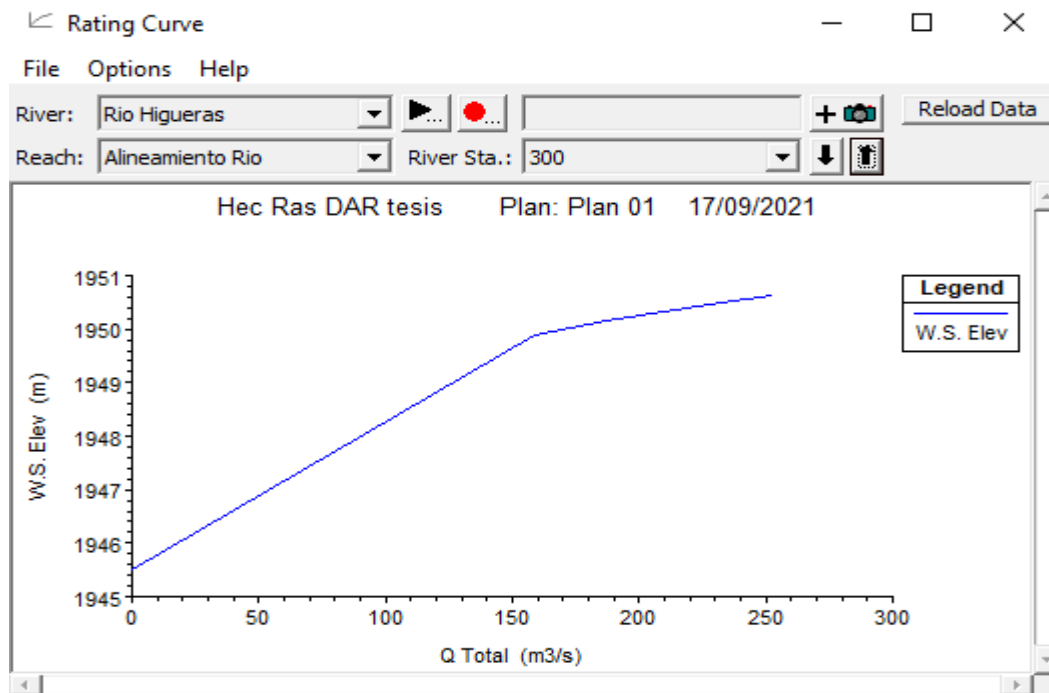 Rating Curve
File Options Help
River: Rio Higueras ... ... + Reload Data
Reach: Alineamiento Rio River Sta.: 300
Hec Ras DAR tesis Plan: Plan 01 17/09/2021
1951
1950
1949
1948
1947
1946
1945
W.S. Elev (m)
0 50 100 150 200 250 300
Q Total (m3/s)
Legend
W.S. Elev